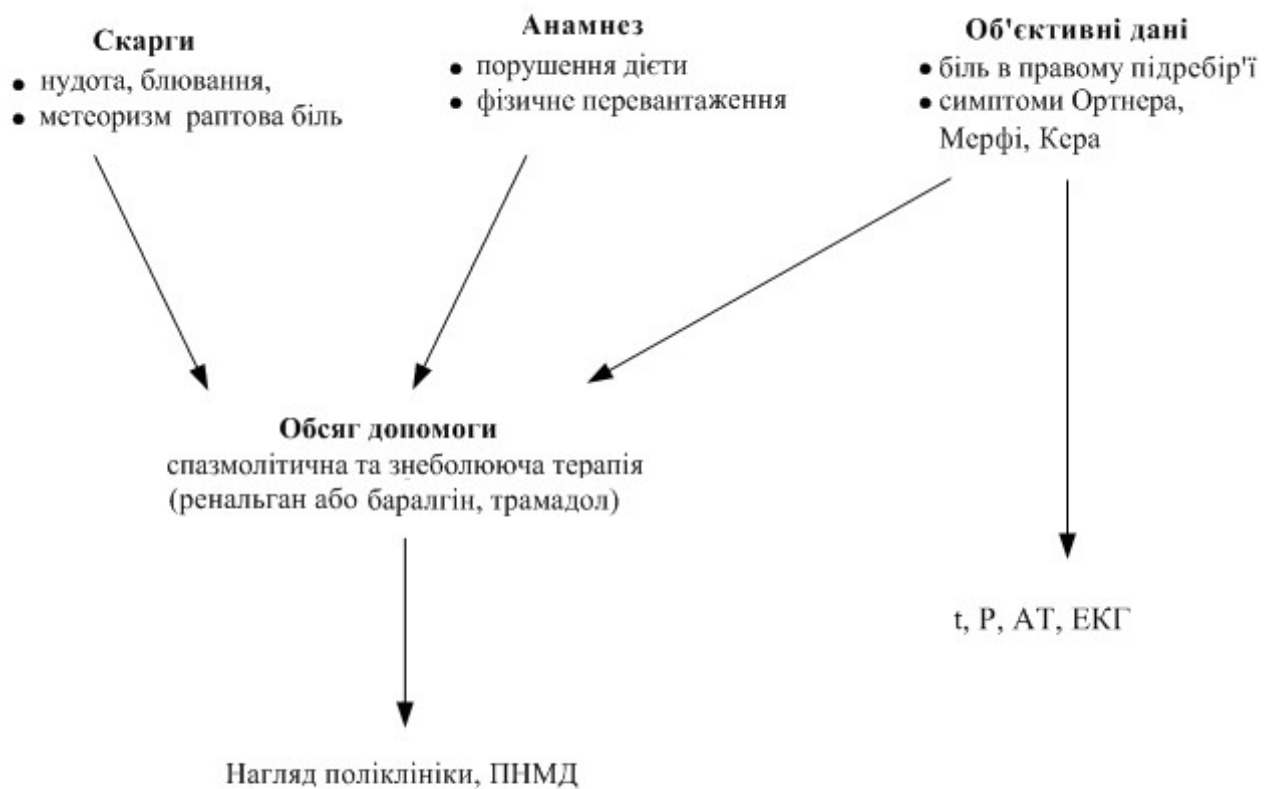 Скарги
• нудота, блювання,
• метеоризм раптова біль
Анамнез
• порушення дієти
• фізичне перевантаження
Об'єктивні дані
• біль в правому підребір'ї
• симптоми Ортнера,
Мерфі, Кера
Обсяг допомоги
спазмолітична та знеболююча терапія
(ренальган або баралгін, трамадол)
t, P, АТ, ЕКГ
Нагляд поліклініки, ПНМД